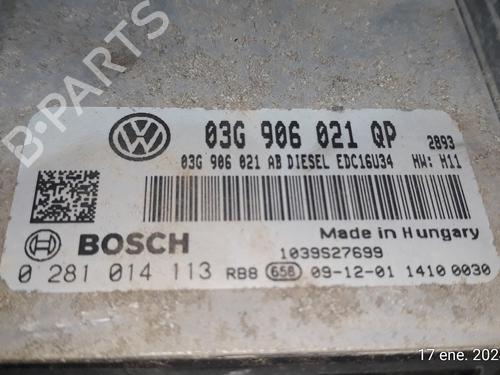 VW 03G 906 021 QP 2893
03G 906 021 AB DIESEL EDC16U34 HW: H11
Made in Hungary
BOSCH 1039S27699
0 281 014 113 RB8 658 09-12-01 1410 0030
17 ene. 202